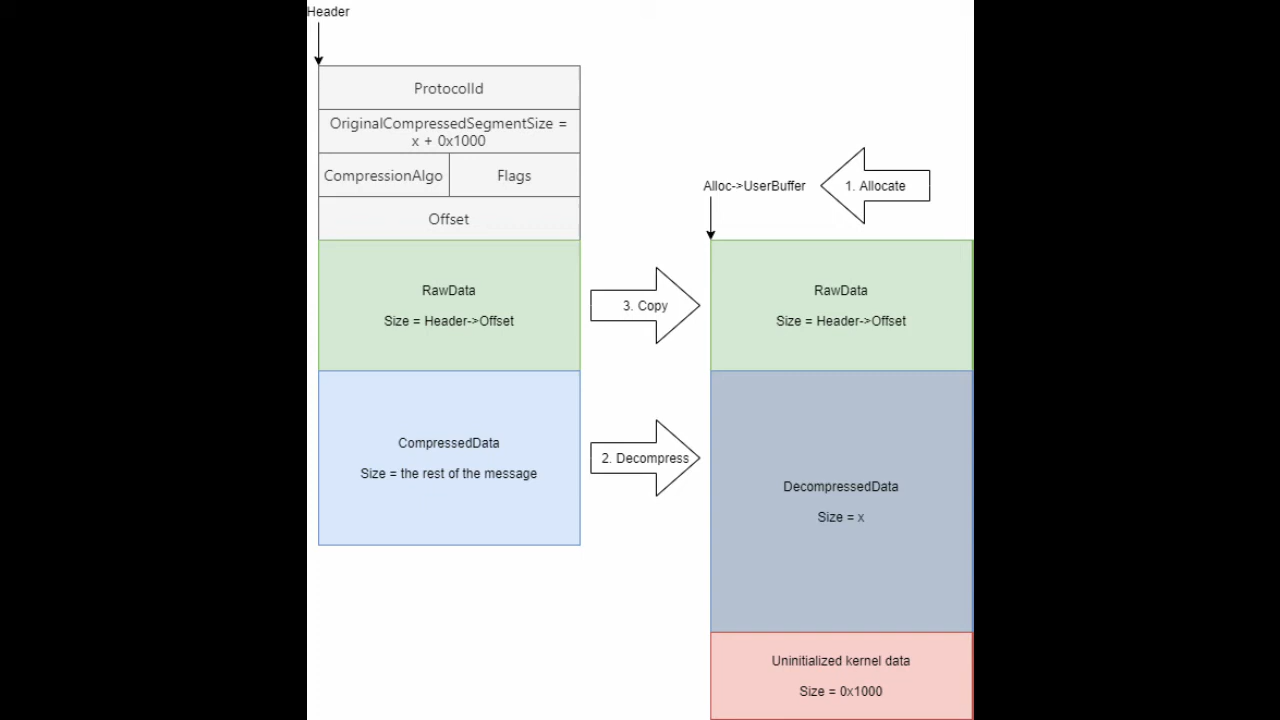 Header
ProtocolId
OriginalCompressedSegmentSize =
x + 0x1000
CompressionAlgo
Flags
Offset
RawData
Size = Header->Offset
CompressedData
Size = the rest of the message
3. Copy
2. Decompress
Alloc->UserBuffer
1. Allocate
RawData
Size = Header->Offset
DecompressedData
Size = x
Uninitialized kernel data
Size = 0x1000